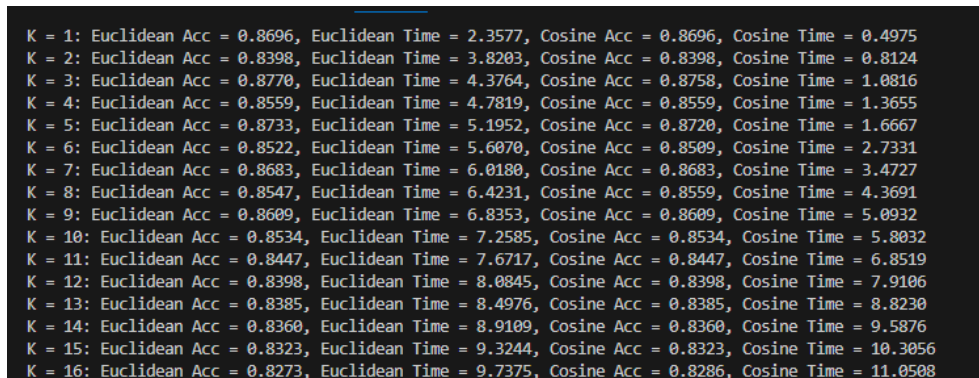 K = 1: Euclidean Acc = 0.8696, Euclidean Time = 2.3577, Cosine Acc = 0.8696, Cosine Time = 0.4975
K = 2: Euclidean Acc = 0.8398, Euclidean Time = 3.8203, Cosine Acc = 0.8398, Cosine Time = 0.8124
K = 3: Euclidean Acc = 0.8770, Euclidean Time = 4.3764, Cosine Acc = 0.8758, Cosine Time = 1.0816
K = 4: Euclidean Acc = 0.8559, Euclidean Time = 4.7819, Cosine Acc = 0.8559, Cosine Time = 1.3655
K = 5: Euclidean Acc = 0.8733, Euclidean Time = 5.1952, Cosine Acc = 0.8720, Cosine Time = 1.6667
K = 6: Euclidean Acc = 0.8522, Euclidean Time = 5.6070, Cosine Acc = 0.8509, Cosine Time = 2.7331
K = 7: Euclidean Acc = 0.8683, Euclidean Time = 6.0180, Cosine Acc = 0.8683, Cosine Time = 3.4727
K = 8: Euclidean Acc = 0.8547, Euclidean Time = 6.4231, Cosine Acc = 0.8559, Cosine Time = 4.3691
K = 9: Euclidean Acc = 0.8609, Euclidean Time = 6.8353, Cosine Acc = 0.8609, Cosine Time = 5.0932
K = 10: Euclidean Acc = 0.8534, Euclidean Time = 7.2585, Cosine Acc = 0.8534, Cosine Time = 5.8032
K = 11: Euclidean Acc = 0.8447, Euclidean Time = 7.6717, Cosine Acc = 0.8447, Cosine Time = 6.8519
K = 12: Euclidean Acc = 0.8398, Euclidean Time = 8.0845, Cosine Acc = 0.8398, Cosine Time = 7.9106
K = 13: Euclidean Acc = 0.8385, Euclidean Time = 8.4976, Cosine Acc = 0.8385, Cosine Time = 8.8230
K = 14: Euclidean Acc = 0.8360, Euclidean Time = 8.9109, Cosine Acc = 0.8360, Cosine Time = 9.5876
K = 15: Euclidean Acc = 0.8323, Euclidean Time = 9.3244, Cosine Acc = 0.8323, Cosine Time = 10.3056
K = 16: Euclidean Acc = 0.8273, Euclidean Time = 9.7375, Cosine Acc = 0.8286, Cosine Time = 11.0508